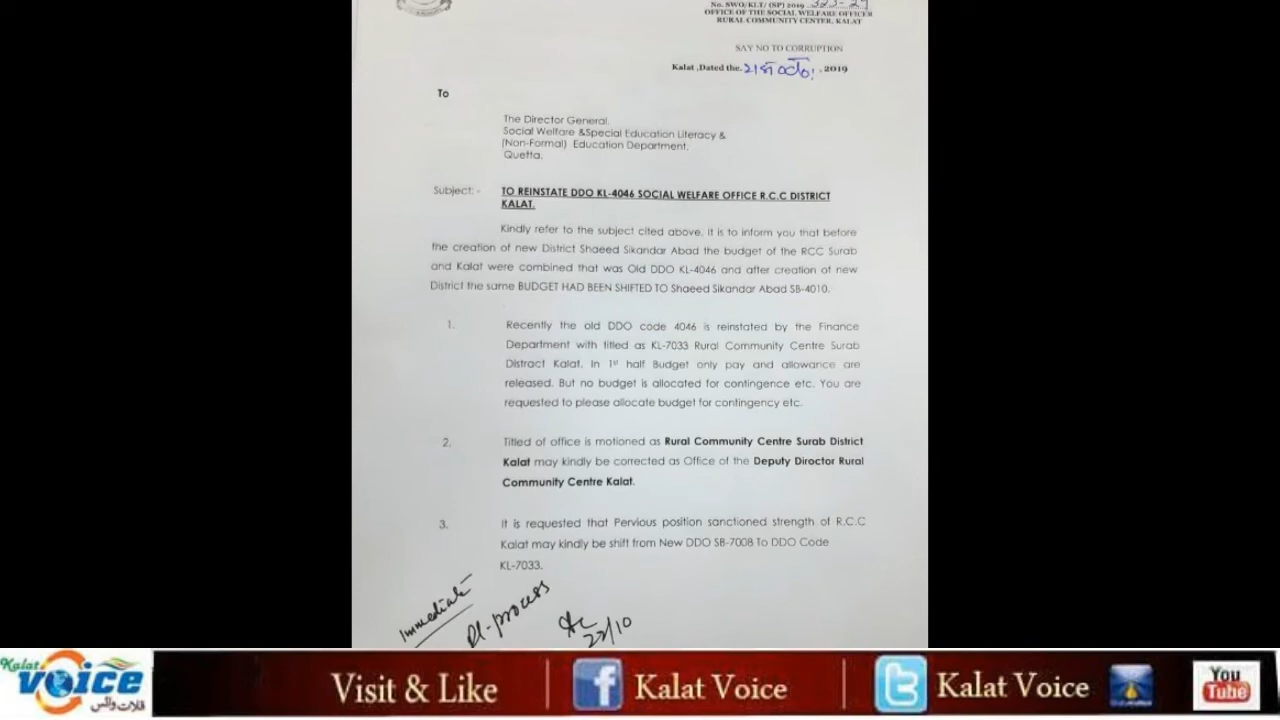 No. SWO/KLT/ (SP) 2019 323-27
OFFICE OF THE SOCIAL WELFARE OFFICER
RURAL COMMUNITY CENTER, KALAT
SAY NO TO CORRUPTION
Kalat ,Dated the. 21st Octo, .2019
To
The Director General,
Social Welfare &Special Education Literacy &
(Non-Formal) Education Department,
Quetta.
Subject: - TO REINSTATE DDO KL-4046 SOCIAL WELFARE OFFICE R.C.C DISTRICT
KALAT.
Kindly refer to the subject cited above. It is to inform you that before
the creation of new District Shaeed Sikandar Abad the budget of the RCC Surab
and Kalat were combined that was Old DDO KL-4046 and after creation of new
District the same BUDGET HAD BEEN SHIFTED TO Shaeed Sikandar Abad SB-4010.
1. Recently the old DDO code 4046 is reinstated by the Finance
Department with titled as KL-7033 Rural Community Centre Surab
Distract Kalat. In 1st half Budget only pay and allowance are
released. But no budget is allocated for contingence etc. You are
requested to please allocate budget for contingency etc.
2. Titled of office is motioned as Rural Community Centre Surab District
Kalat may kindly be corrected as Office of the Deputy Diroctor Rural
Community Centre Kalat.
3. It is requested that Pervious position sanctioned strength of R.C.C
Kalat may kindly be shift from New DDO SB-7008 To DDO Code
KL-7033.
Immediate
Pl-process
22/10
Kalat voice قلات وائس
Visit & Like Kalat Voice Kalat Voice You Tube